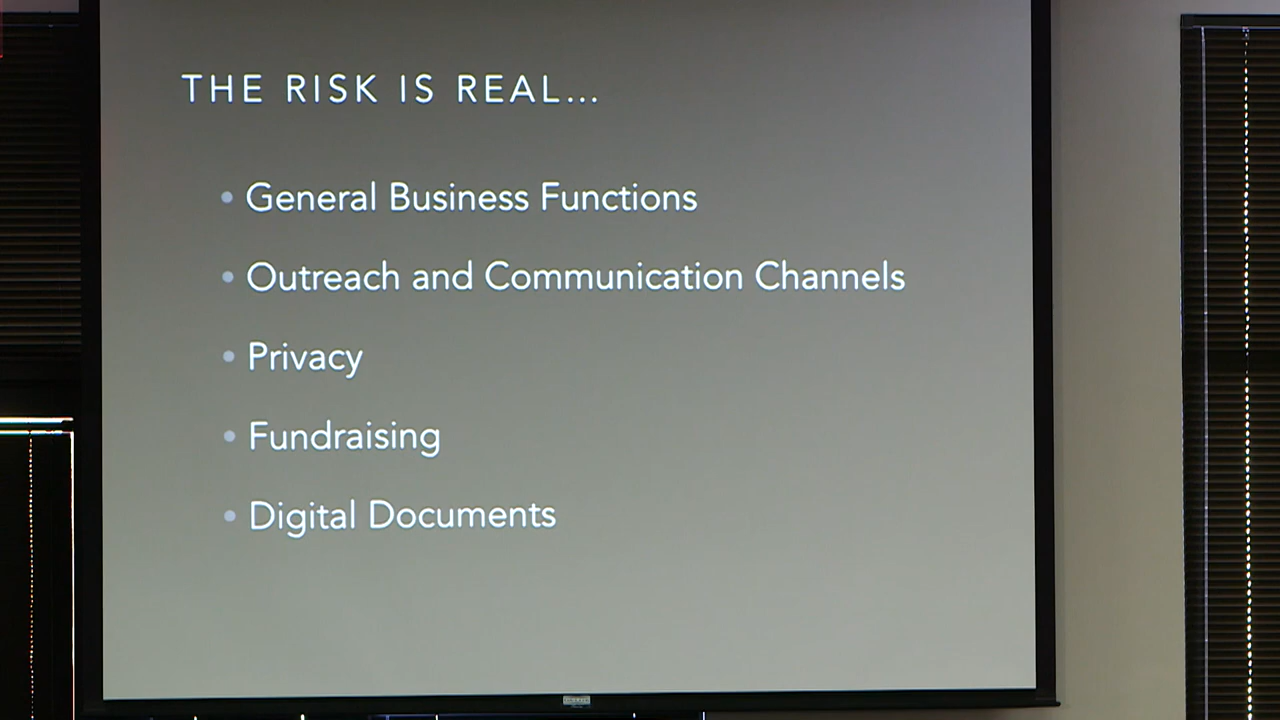 THE RISK IS REAL...
• General Business Functions
• Outreach and Communication Channels
• Privacy
• Fundraising
• Digital Documents